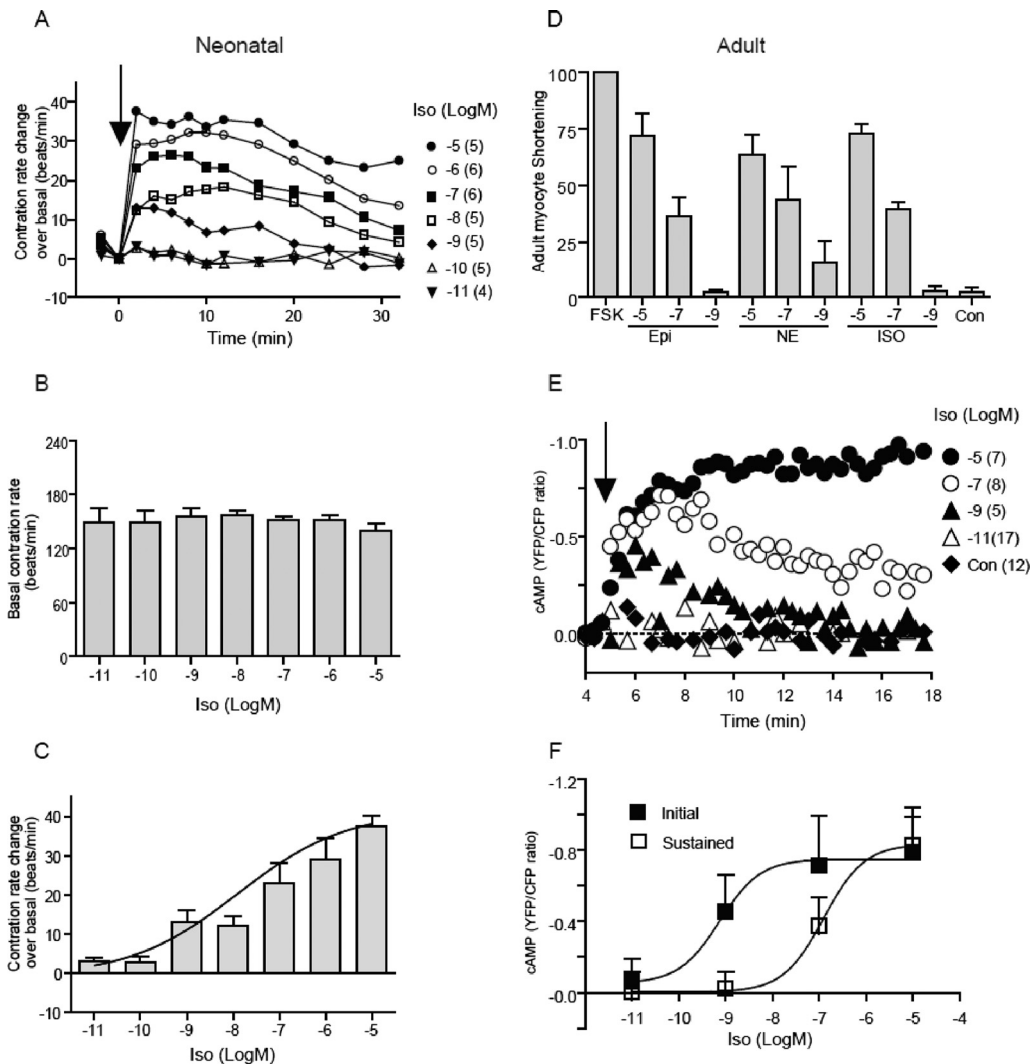 A
Neonatal
Contration rate change
over basal (beats/min)
40
30
20
10
0
-10
0
10
20
30
Time (min)
Iso (LogM)
-5 (5)
-6 (6)
-7 (6)
-8 (5)
-9 (5)
-10 (5)
-11 (4)
D
Adult
Adult myocyte Shortening
100
75
50
25
0
FSK
-5
-7
-9
-5
-7
-9
-5
-7
-9
Con
Epi
NE
ISO
B
Basal contration rate
(beats/min)
240
180
120
60
0
-11
-10
-9
-8
-7
-6
-5
Iso (LogM)
E
Iso (LogM)
-5 (7)
-7 (8)
-9 (5)
-11(17)
Con (12)
cAMP (YFP/CFP ratio)
-1.0
-0.5
0.0
4
6
8
10
12
14
16
18
Time (min)
C
Contration rate change
over basal (beats/min)
40
30
20
10
0
-10
-11
-10
-9
-8
-7
-6
-5
Iso (LogM)
F
Initial
Sustained
cAMP (YFP/CFP ratio)
-1.2
-0.8
-0.4
-0.0
-11
-10
-9
-8
-7
-6
-5
-4
Iso (LogM)